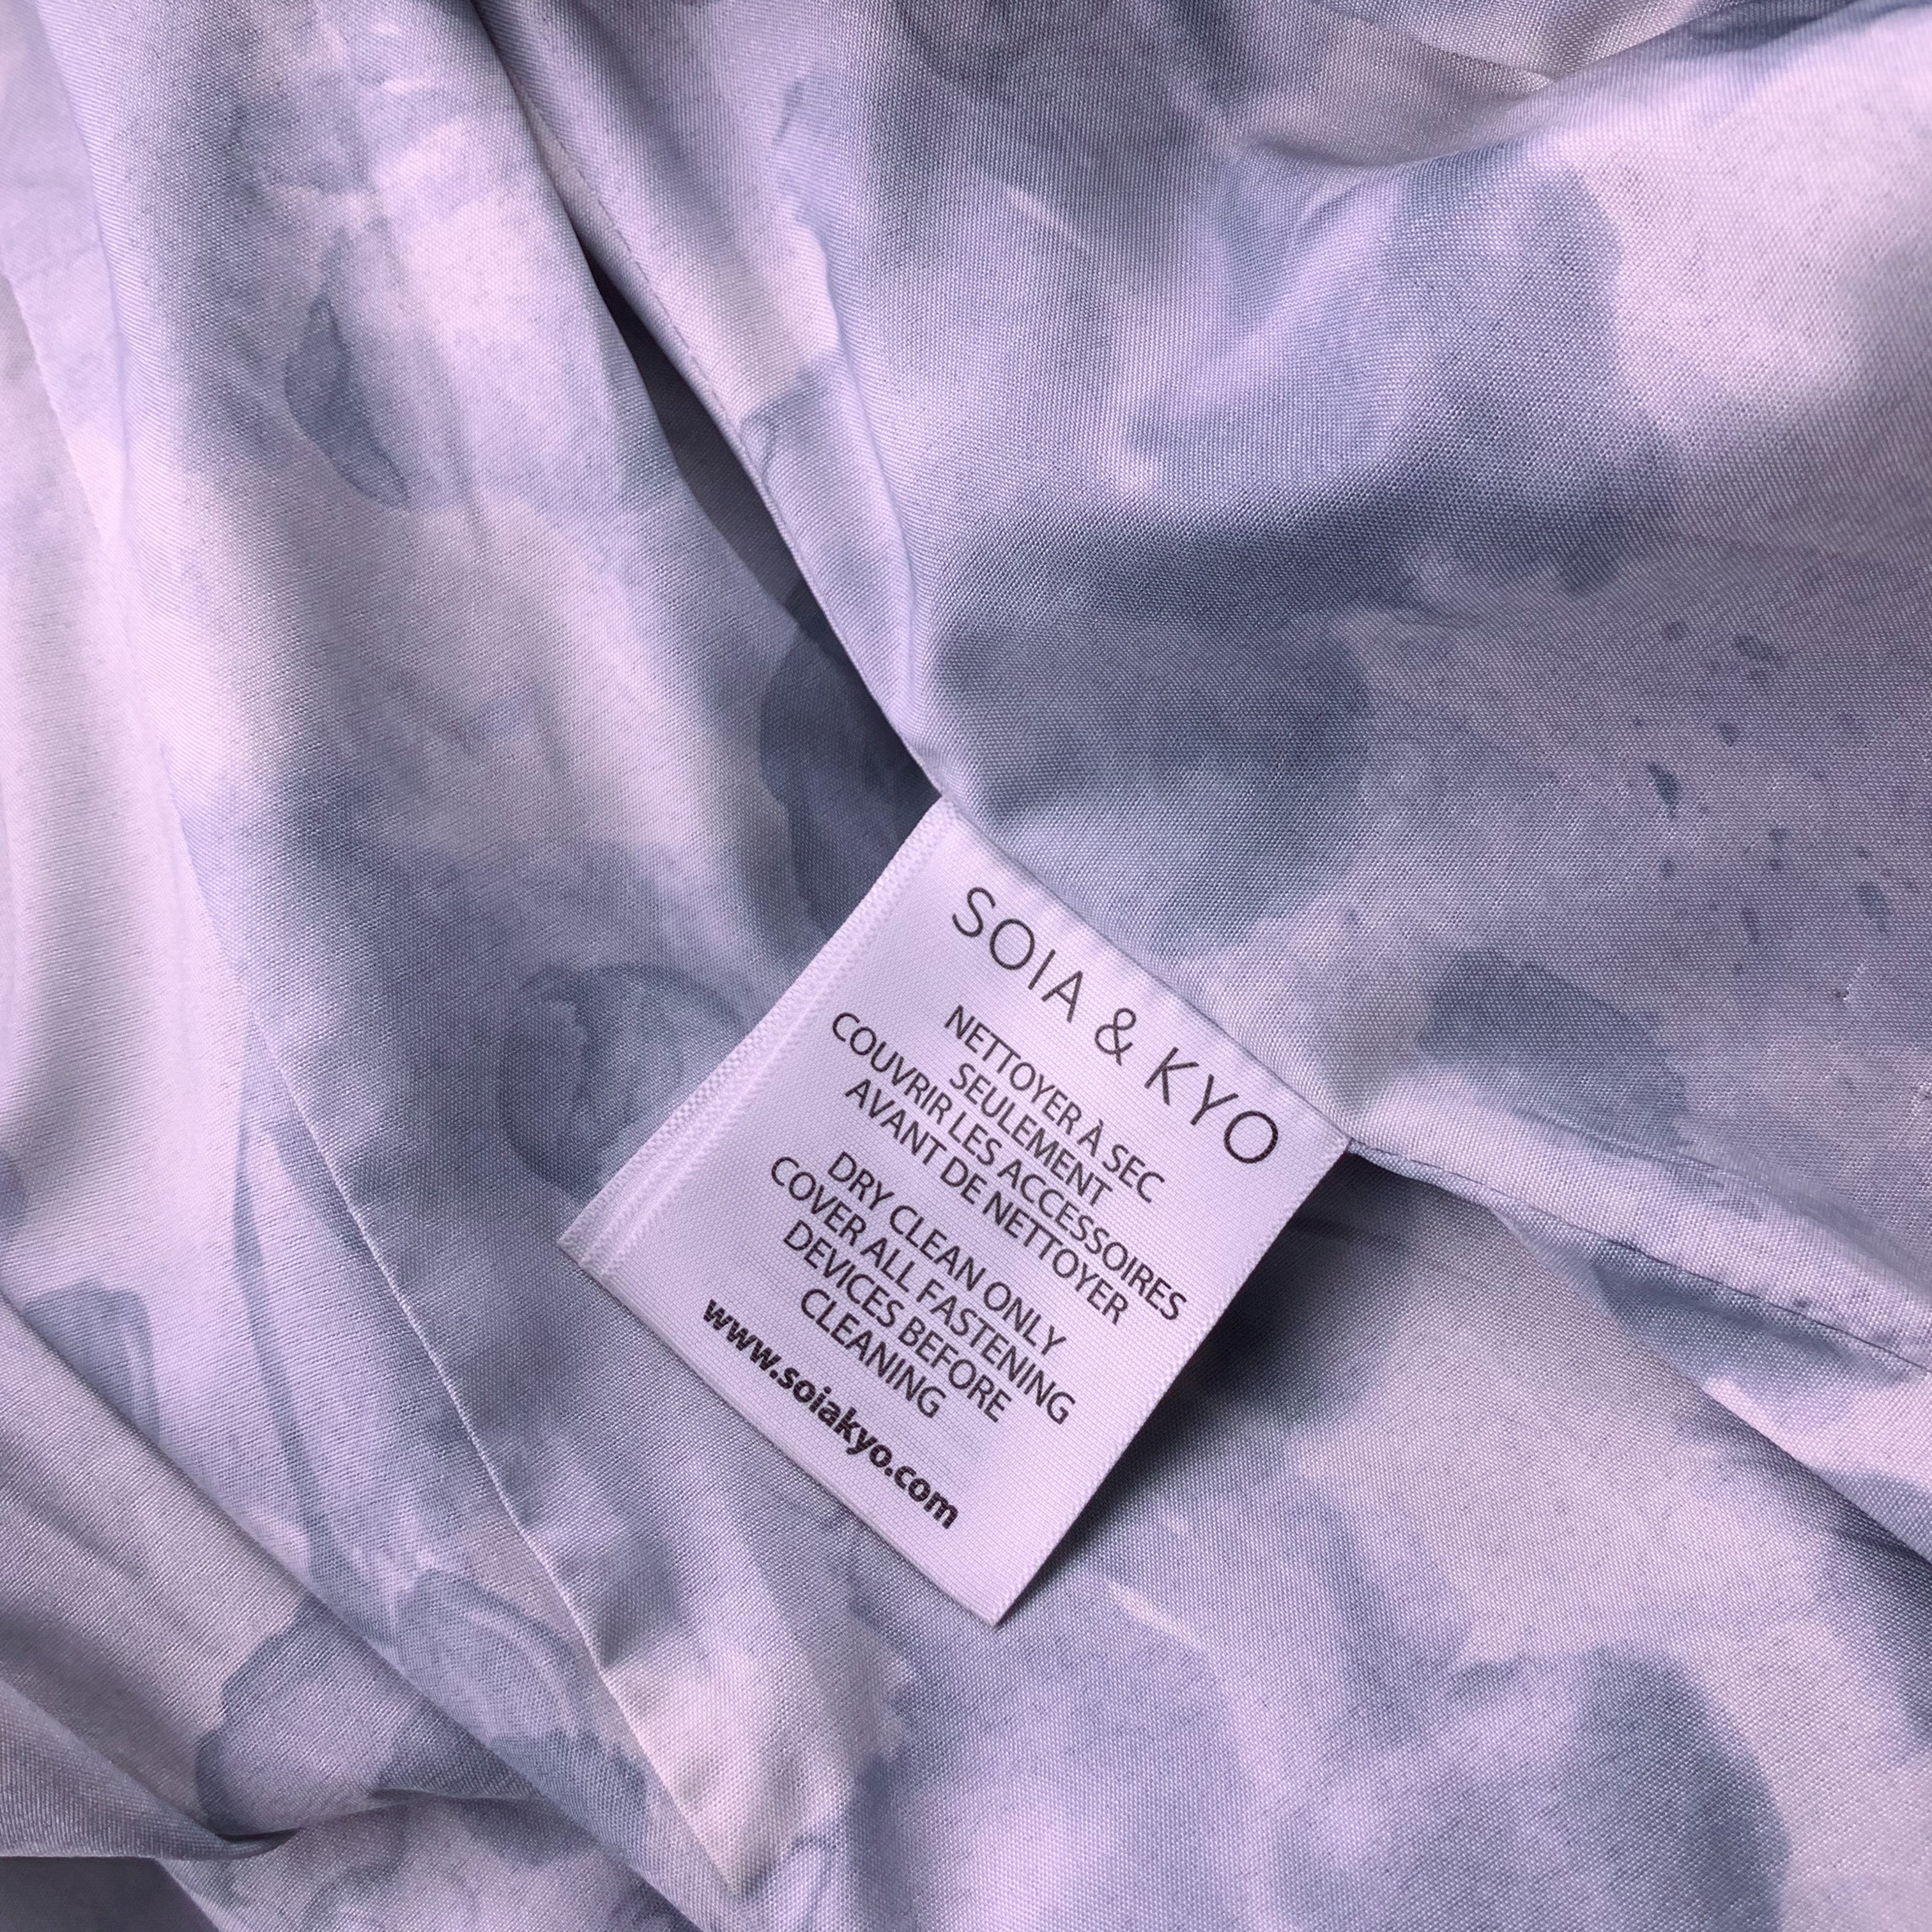 SOIA & KYO
NETTOYER À SEC
SEULEMENT
COUVRIR LES ACCESSOIRES
AVANT DE NETTOYER
DRY CLEAN ONLY
COVER ALL FASTENING
DEVICES BEFORE
CLEANING
www.soiakyo.com